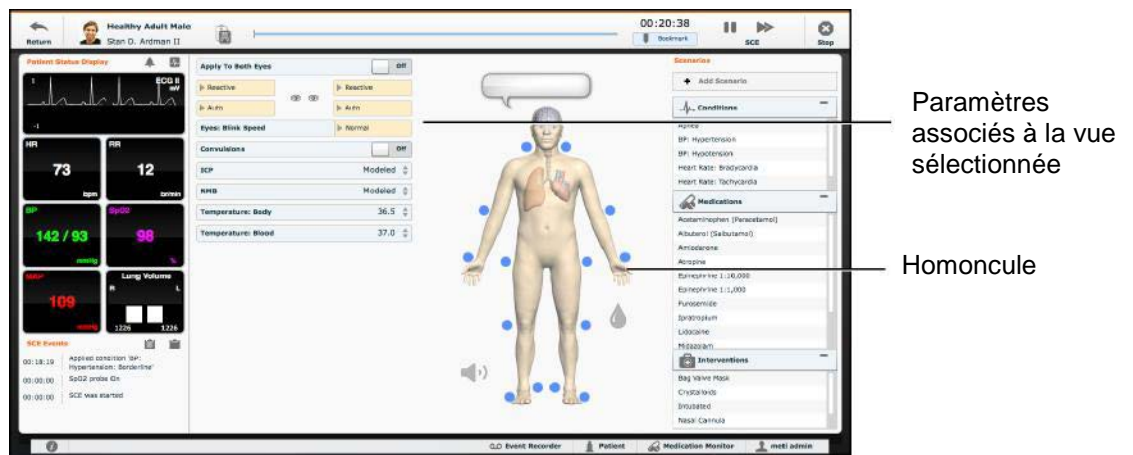 Return
Healthy Adult Male
Stan D. Ardman II
00:20:38
Bookmark
SCE
Stop
Patient Status Display
1
ECG II
mV
-1
HR
73
bpm
RR
12
br/min
BP
142 / 93
mmHg
SpO2
98
%
MAP
109
mmHg
Lung Volume
R
L
1226
1226
SCE Events
00:18:19
Applied condition 'BP:
Hypertension: Borderline'
00:00:00
SpO2 probe On
00:00:00
SCE was started
Apply To Both Eyes
Off
Reactive
Reactive
Auto
Auto
Eyes: Blink Speed
Normal
Convulsions
Off
ICP
Modeled
NMB
Modeled
Temperature: Body
36.5
Temperature: Blood
37.0
Scenarios
+ Add Scenario
Conditions
Apnea
BP: Hypertension
BP: Hypotension
Heart Rate: Bradycardia
Heart Rate: Tachycardia
Medications
Acetaminophen (Paracetamol)
Albuterol (Salbutamol)
Amiodarone
Atropine
Epinephrine 1:10,000
Epinephrine 1:1,000
Furosemide
Ipratropium
Lidocaine
Midazolam
Interventions
Bag Valve Mask
Crystalloids
Intubated
Nasal Cannula
Event Recorder
Patient
Medication Monitor
meti admin
Paramètres
associés à la vue
sélectionnée
Homoncule